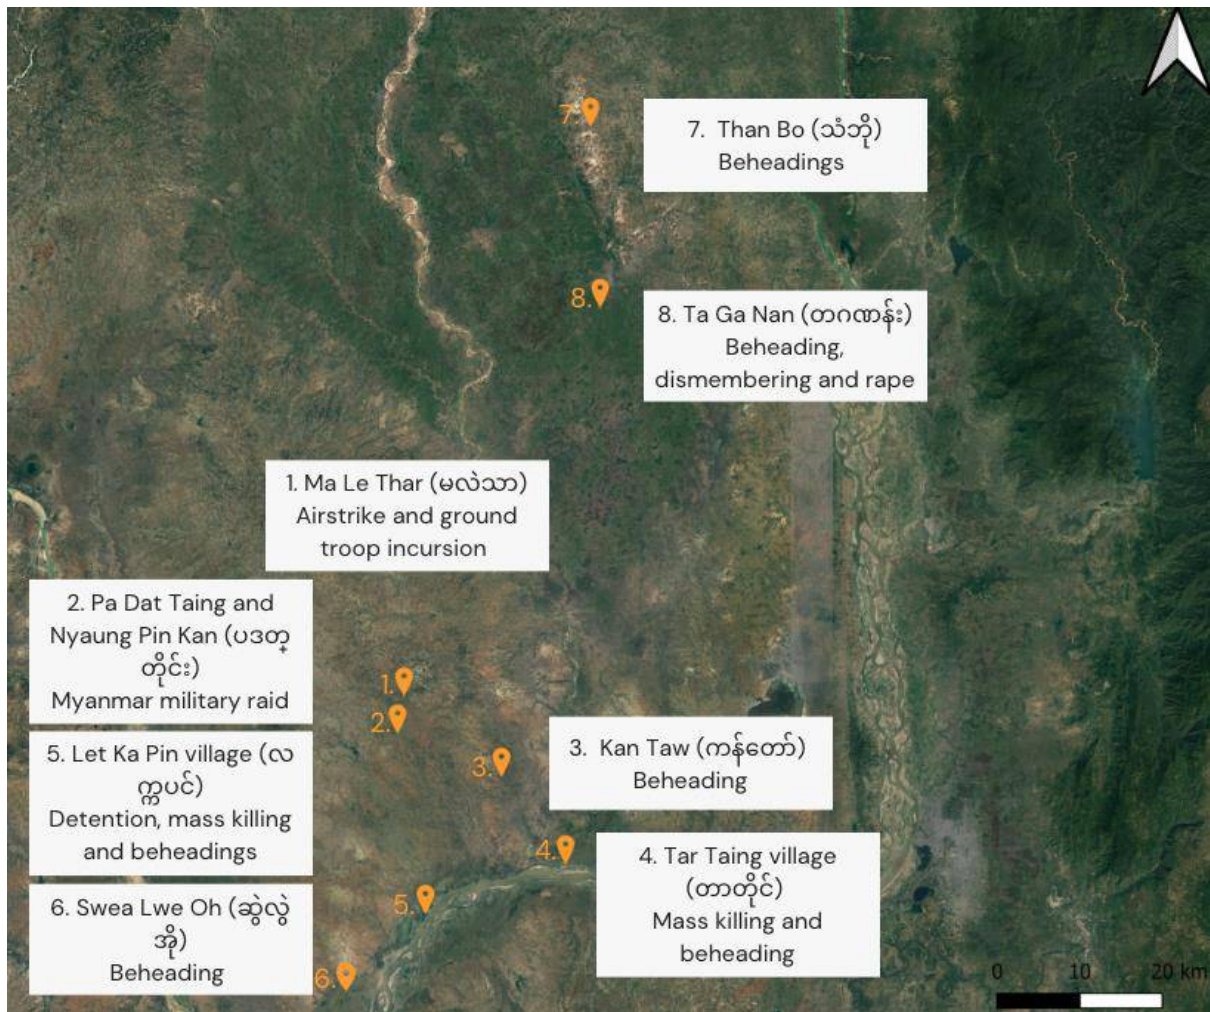 7.
7. Than Bo (သံဘို)
Beheadings
8.
8. Ta Ga Nan (တဂဏန်း)
Beheading,
dismembering and rape
1. Ma Le Thar (မလဲသာ)
Airstrike and ground
troop incursion
2. Pa Dat Taing and
Nyaung Pin Kan (ပဒတ္
တိုင်း)
Myanmar military raid
1.
2.
3.
3. Kan Taw (ကန်တော်)
Beheading
5. Let Ka Pin village (လ
က္ကပင်)
Detention, mass killing
and beheadings
4.
4. Tar Taing village
(တာတိုင်)
Mass killing and
beheading
5.
6. Swea Lwe Oh (ဆွဲလွဲ
အို)
Beheading
6.
0 10 20 km